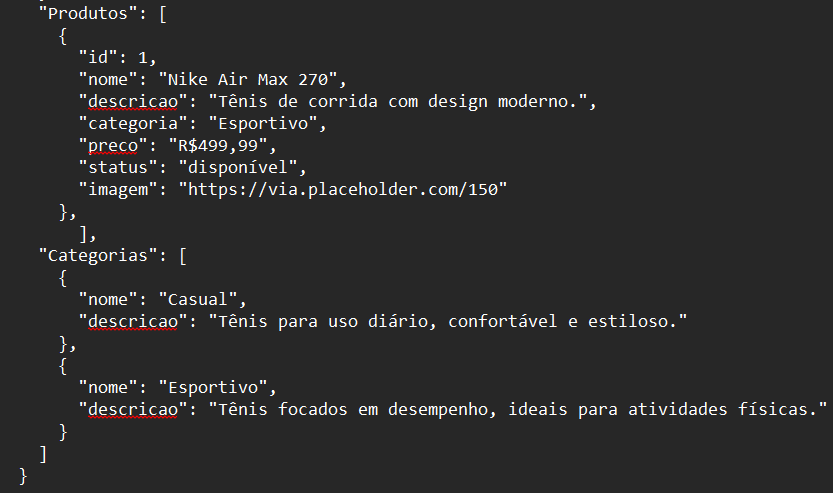 "Produtos": [
{
"id": 1,
"nome": "Nike Air Max 270",
"descricao": "Tênis de corrida com design moderno.",
"categoria": "Esportivo",
"preco": "R$499,99",
"status": "disponível",
"imagem": "https://via.placeholder.com/150"
},
],
"Categorias": [
{
"nome": "Casual",
"descricao": "Tênis para uso diário, confortável e estiloso."
},
{
"nome": "Esportivo",
"descricao": "Tênis focados em desempenho, ideais para atividades físicas."
}
]
}